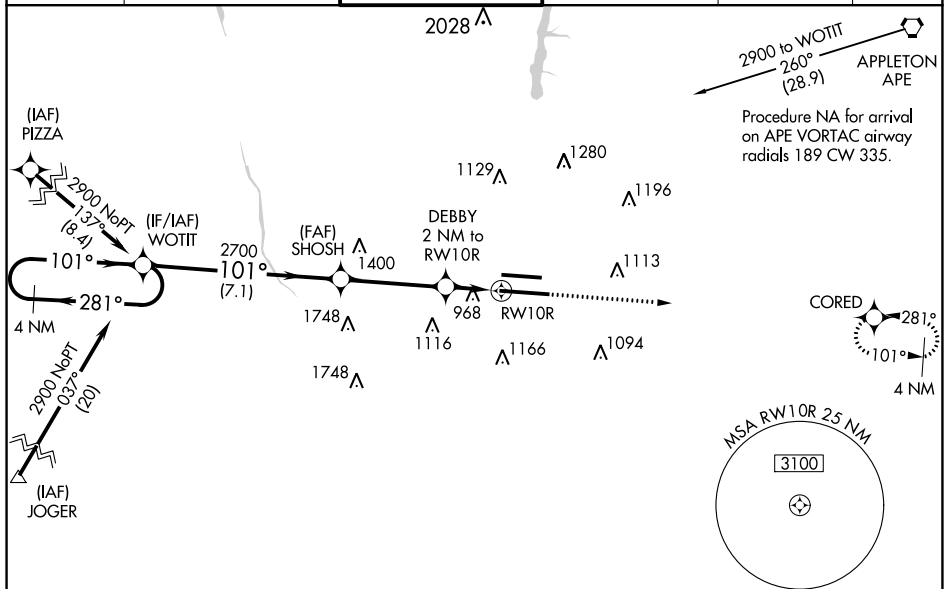 2028
2900 to WOTIT
260°
(28.9)
APPLETON
APE
Procedure NA for arrival
on APE VORTAC airway
radials 189 CW 335.
(IAF)
PIZZA
2900 NoPT
137°
(8.4)
(IF/IAF)
WOTIT
1129
1280
1196
DEBBY
2 NM to
RW10R
(FAF)
SHOSH
1400
2700
101°
(7.1)
101°
281°
4 NM
1113
968
RW10R
1748
1116
1166
1094
1748
CORED
281°
101°
4 NM
2900 NoPT
037°
(20)
(IAF)
JOGER
MSA RW10R 25 NM
3100